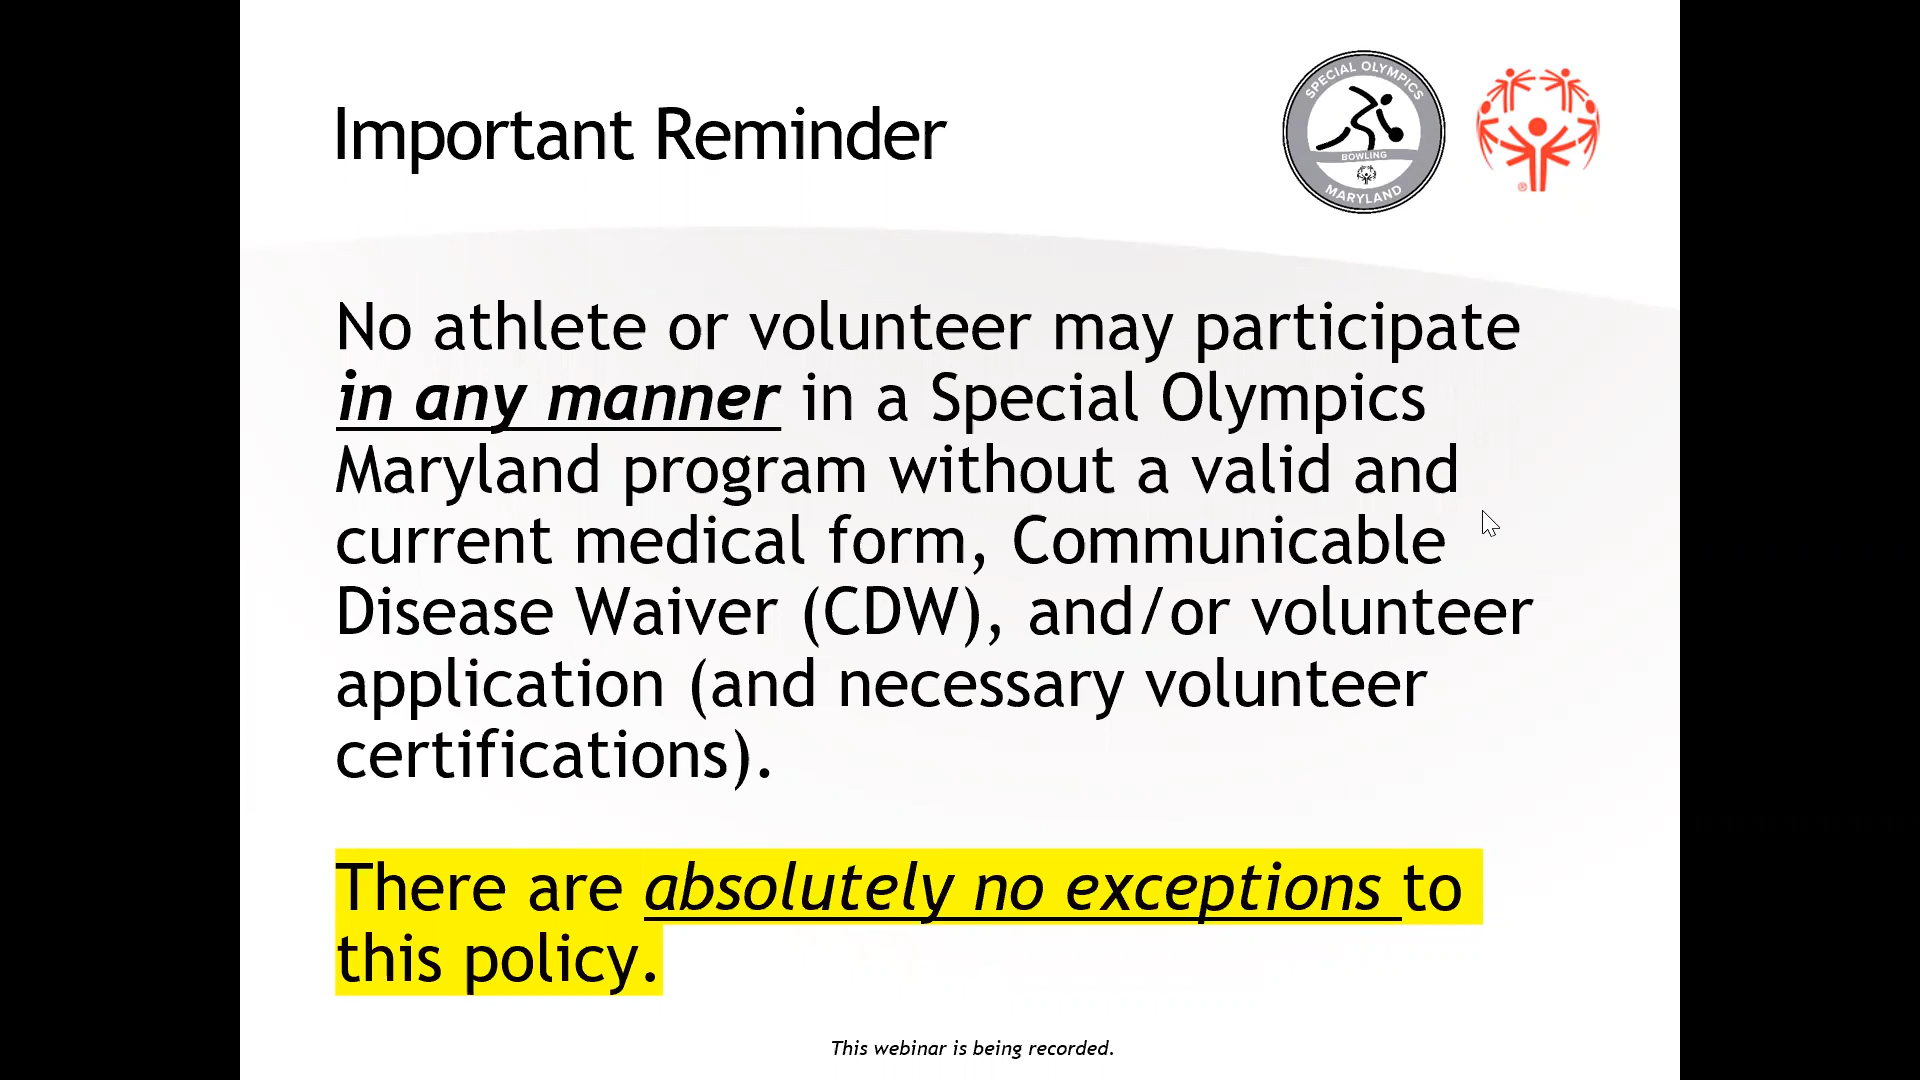 Important Reminder
SPECIAL OLYMPICS
BOWLING
MARYLAND
®
No athlete or volunteer may participate
in any manner in a Special Olympics
Maryland program without a valid and
current medical form, Communicable
Disease Waiver (CDW), and/or volunteer
application (and necessary volunteer
certifications).
There are absolutely no exceptions to
this policy.
This webinar is being recorded.